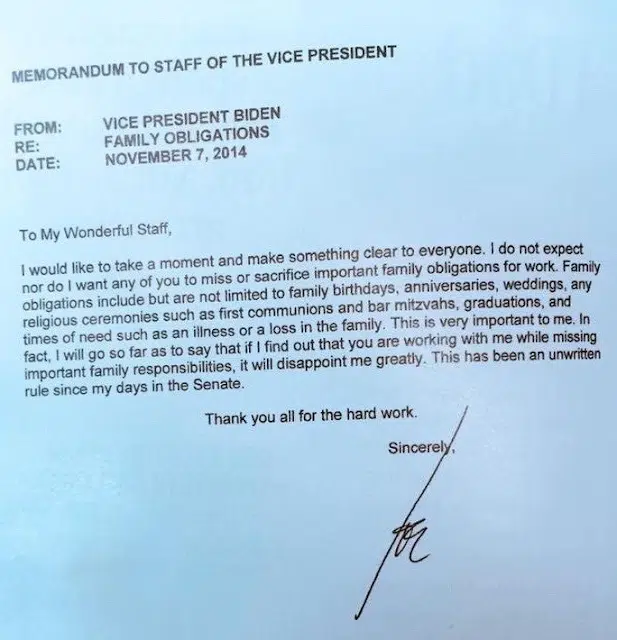 MEMORANDUM TO STAFF OF THE VICE PRESIDENT
FROM: VICE PRESIDENT BIDEN
RE: FAMILY OBLIGATIONS
DATE: NOVEMBER 7, 2014
To My Wonderful Staff,
I would like to take a moment and make something clear to everyone. I do not expect
nor do I want any of you to miss or sacrifice important family obligations for work. Family
obligations include but are not limited to family birthdays, anniversaries, weddings, any
religious ceremonies such as first communions and bar mitzvahs, graduations, and
times of need such as an illness or a loss in the family. This is very important to me. In
fact, I will go so far as to say that if I find out that you are working with me while missing
important family responsibilities, it will disappoint me greatly. This has been an unwritten
rule since my days in the Senate.
Thank you all for the hard work.
Sincerely,
Joe